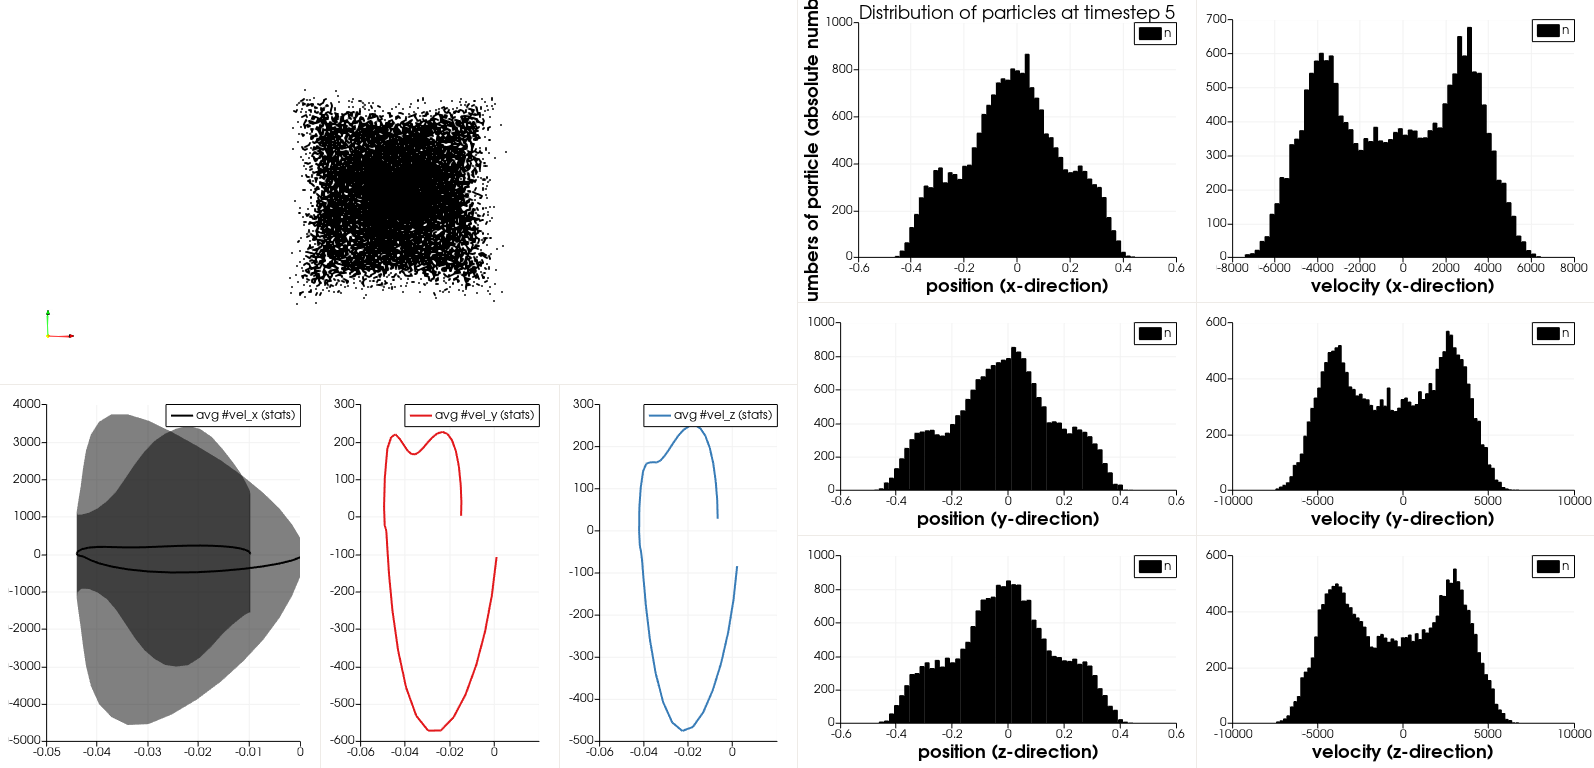 Distribution of particles at timestep 5
umbers of particle (absolute numb
1000
800
600
400
200
0
-0.6 -0.4 -0.2 0 0.2 0.4 0.6
position (x-direction)
n
700
600
500
400
300
200
100
0
-8000 -6000 -4000 -2000 0 2000 4000 6000 8000
velocity (x-direction)
n
1000
800
600
400
200
0
-0.6 -0.4 -0.2 0 0.2 0.4 0.6
position (y-direction)
n
600
400
200
0
-10000 -5000 0 5000 10000
velocity (y-direction)
n
1000
800
600
400
200
0
-0.6 -0.4 -0.2 0 0.2 0.4 0.6
position (z-direction)
n
600
400
200
0
-10000 -5000 0 5000 10000
velocity (z-direction)
n
avg #vel_x (stats)
4000
3000
2000
1000
0
-1000
-2000
-3000
-4000
-5000
-0.05 -0.04 -0.03 -0.02 -0.01 0
avg #vel_y (stats)
300
200
100
0
-100
-200
-300
-400
-500
-600
-0.06 -0.04 -0.02 0
avg #vel_z (stats)
300
200
100
0
-100
-200
-300
-400
-500
-0.06 -0.04 -0.02 0